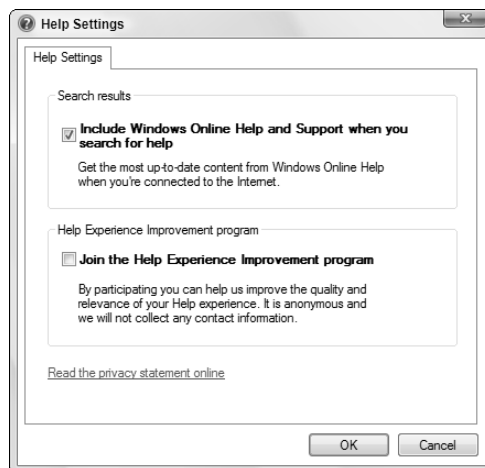 Help Settings
Help Settings
Search results
Include Windows Online Help and Support when you
search for help
Get the most up-to-date content from Windows Online Help
when you're connected to the Internet.
Help Experience Improvement program
Join the Help Experience Improvement program
By participating you can help us improve the quality and
relevance of your Help experience. It is anonymous and
we will not collect any contact information.
Read the privacy statement online
OK Cancel